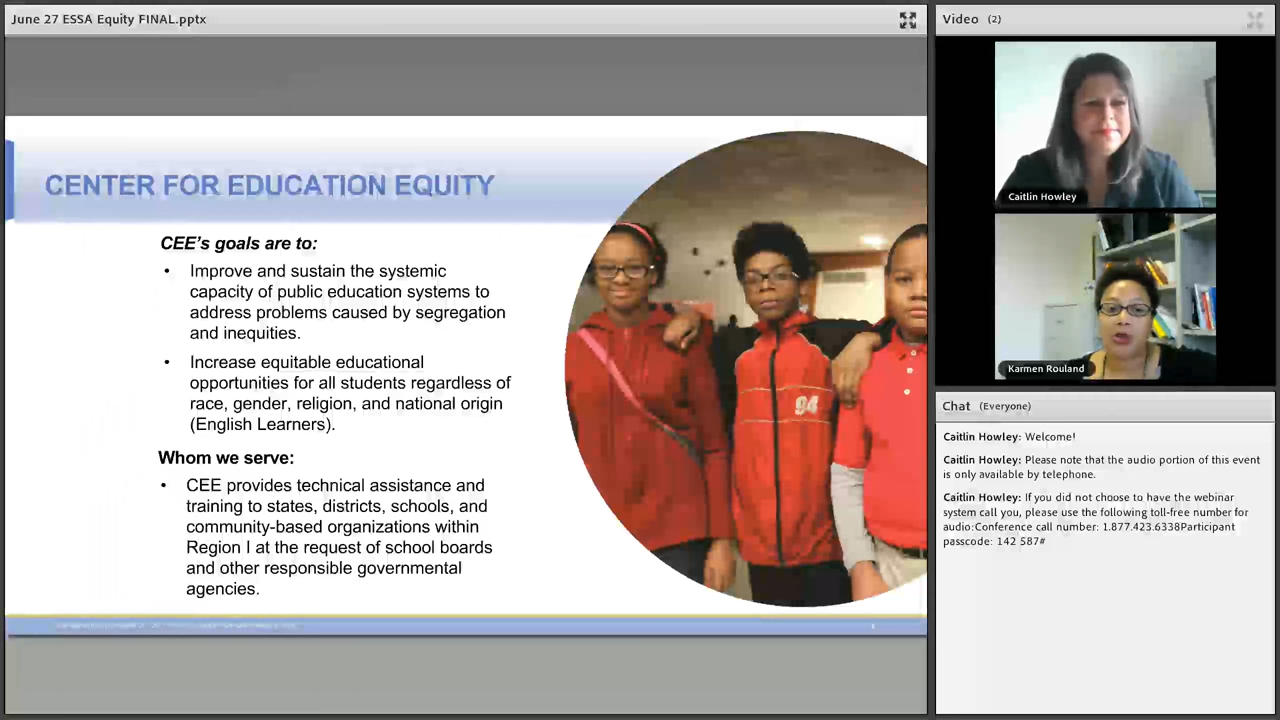 June 27 ESSA Equity FINAL.pptx
CENTER FOR EDUCATION EQUITY
CEE's goals are to:
• Improve and sustain the systemic
capacity of public education systems to
address problems caused by segregation
and inequities.
• Increase equitable educational
opportunities for all students regardless of
race, gender, religion, and national origin
(English Learners).
Whom we serve:
• CEE provides technical assistance and
training to states, districts, schools, and
community-based organizations within
Region I at the request of school boards
and other responsible governmental
agencies.
94
Video (2)
Caitlin Howley
Karmen Rouland
Chat (Everyone)
Caitlin Howley: Welcome!
Caitlin Howley: Please note that the audio portion of this event
is only available by telephone.
Caitlin Howley: If you did not choose to have the webinar
system call you, please use the following toll-free number for
audio:Conference call number: 1.877.423.6338Participant
passcode: 142 587#